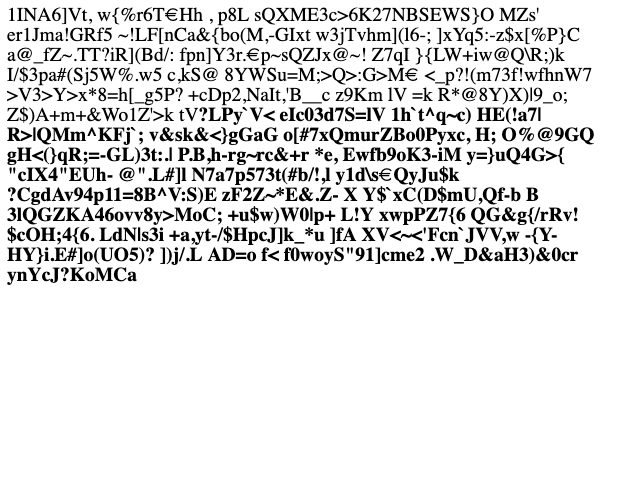 1INA6]Vt, w{%r6T€Hh , p8L sQXME3c>6K27NBSEWS}O MZs'
er1Jma!GRf5 ~!LF[nCa&{bo(M,-GIxt w3jTvhm](l6-; ]xYq5:-z$x[%P}C
a@_fZ~.TT?iR](Bd/: fpn]Y3r.€p~sQZJx@~! Z7qI }{LW+iw@Q\R;)k
I/$3pa#(Sj5W%.w5 c,kS@ 8YWSu=M;>Q>:G>M€ <_p?!(m73f!wfhnW7
>V3>Y>x*8=h[_g5P? +cDp2,NaIt,'B__c z9Km lV =k R*@8Y)X)|9_o;
Z$)A+m+&Wo1Z'>k tV?LPy`V< eIc03d7S=lV 1h`t^q~c) HE(!a7|
R>|QMm^KFj`; v&sk&<}gGaG o[#7xQmurZBo0Pyxc, H; O%@9GQ
gH<(}qR;=-GL)3t:.| P.B,h-rg~rc&+r *e, Ewfb9oK3-iM y=}uQ4G>{
"cIX4"EUh- @".L#]l N7a7p573t(#b/!,l y1d\s€QyJu$k
?CgdAv94p11=8B^V:S)E zF2Z~*E&.Z- X Y$`xC(D$mU,Qf-b B
3lQGZKA46ovv8y>MoC; +u$w)W0|p+ L!Y xwpPZ7{6 QG&g{/rRv!
$cOH;4{6. LdN|s3i +a,yt-/$HpcJ]k_*u ]fA XV<~<'Fcn`JVV,w -{Y-
HY}i.E#]o(UO5)? ])j/.L AD=o f< f0woyS"91]cme2 .W_D&aH3)&0cr
ynYcJ?KoMCa